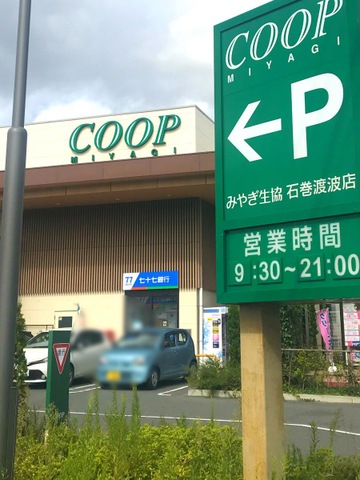 COOP
MIYAGI
COOP
MIYAGI
←P
みやぎ生協 石巻渡波店
営業時間
9:30～21:00
77 七十七銀行